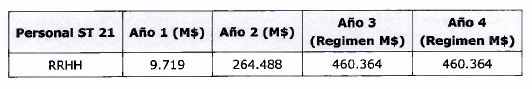 Personal ST 21 Año 1 (M$) Año 2 (M$) Año 3 (Regimen M$) Año 4 (Regimen M$)
RRHH 9.719 264.488 460.364 460.364